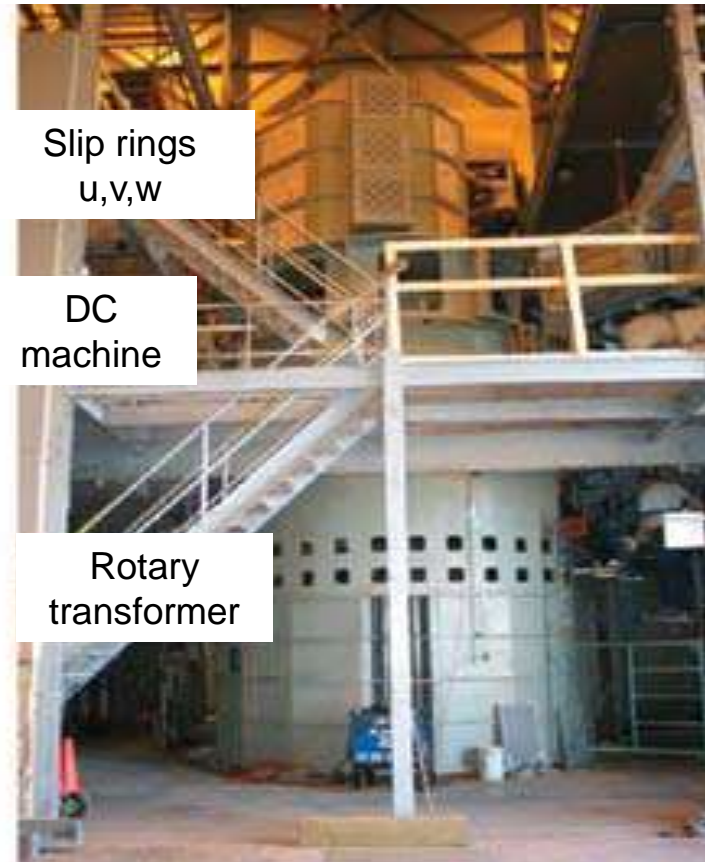 Slip rings
u,v,w
DC
machine
Rotary
transformer